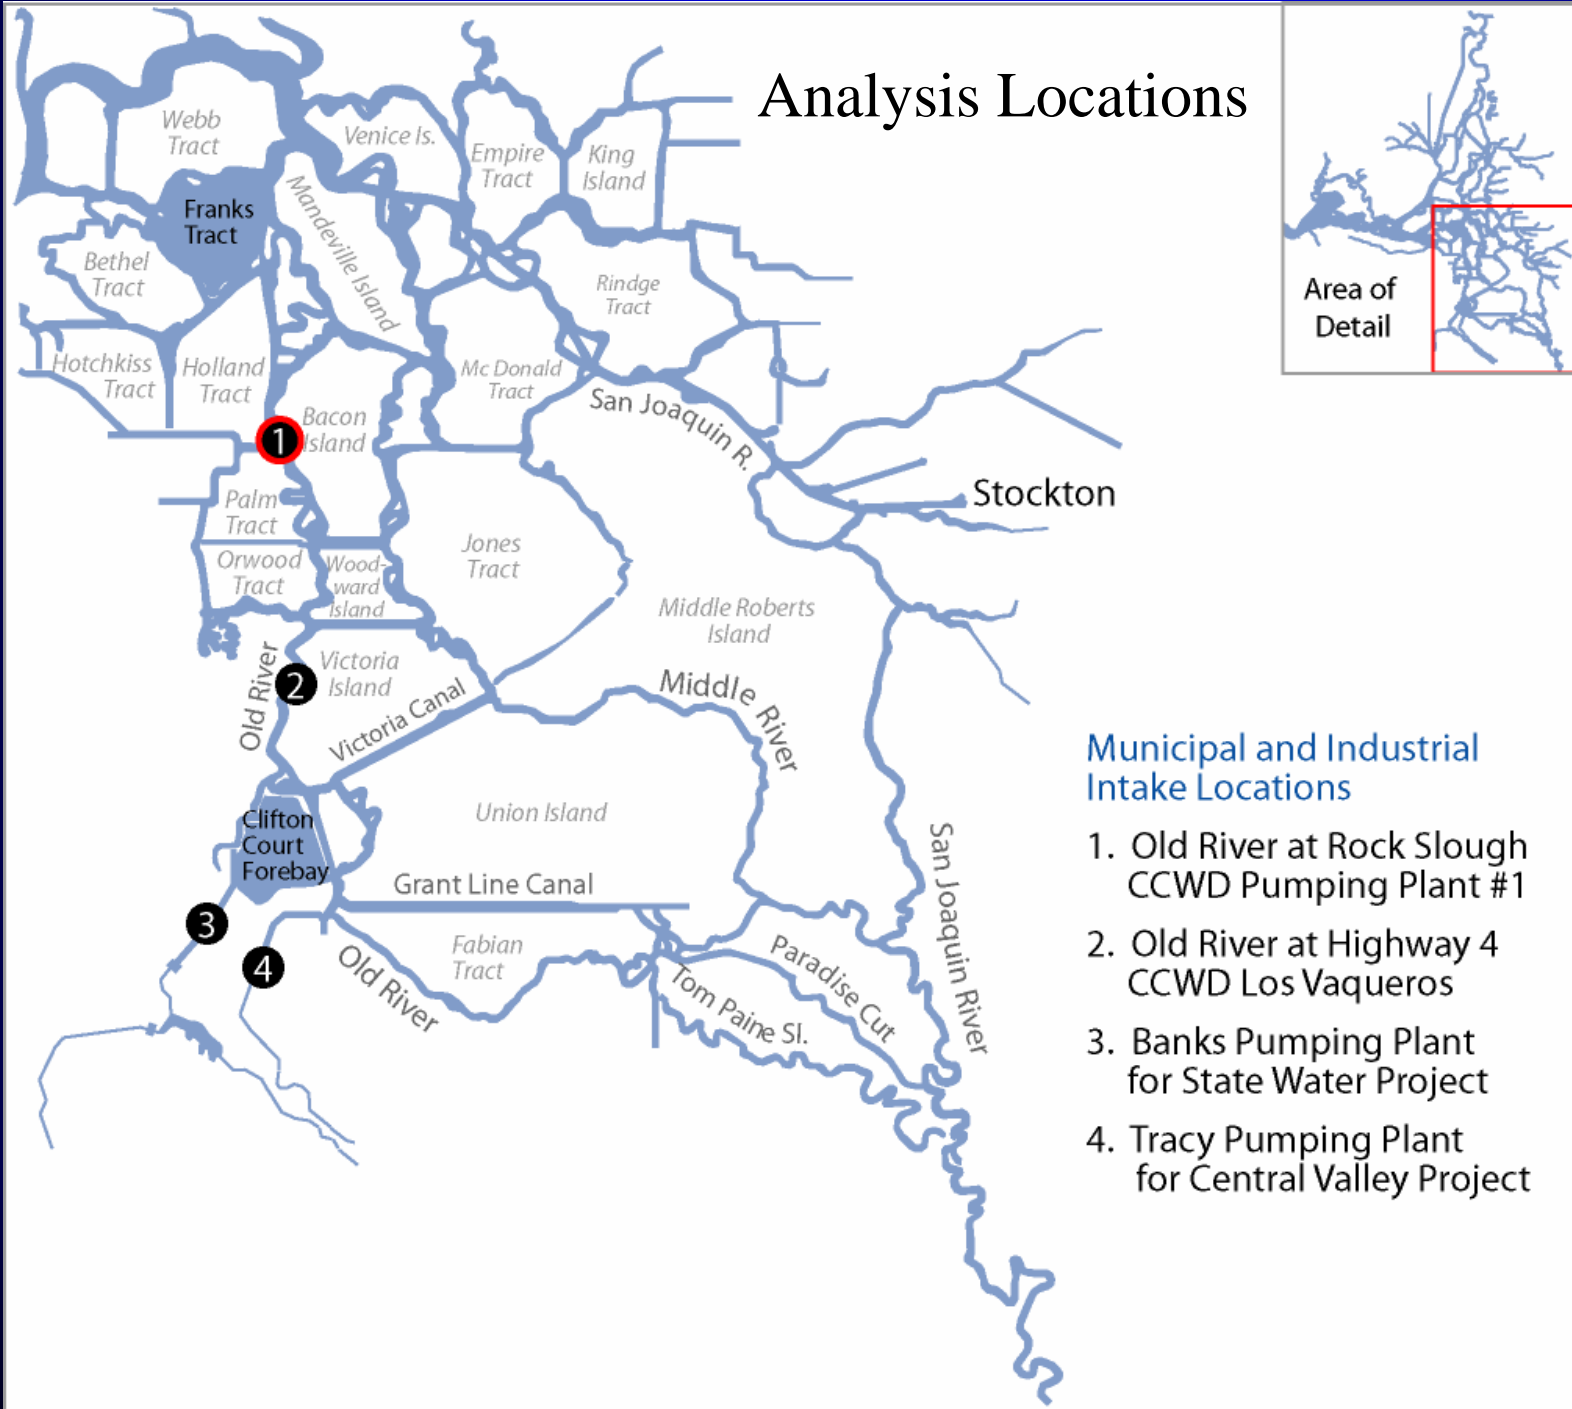 Analysis Locations
Webb
Tract
Venice Is.
Empire
Tract
King
Island
Franks
Tract
Mandeville Island
Bethel
Tract
Rindge
Tract
Area of
Detail
Hotchkiss
Tract
Holland
Tract
Mc Donald
Tract
San Joaquin R.
Bacon
Island
1
Stockton
Palm
Tract
Orwood
Tract
Wood-
ward
Island
Jones
Tract
Middle Roberts
Island
Old River
2
Victoria
Island
Victoria Canal
Middle River
Municipal and Industrial
Intake Locations
1. Old River at Rock Slough
CCWD Pumping Plant #1
2. Old River at Highway 4
CCWD Los Vaqueros
3. Banks Pumping Plant
for State Water Project
4. Tracy Pumping Plant
for Central Valley Project
Union Island
Clifton
Court
Forebay
Grant Line Canal
San Joaquin River
3
4
Old River
Fabian
Tract
Paradise Cut
Tom Paine Sl.